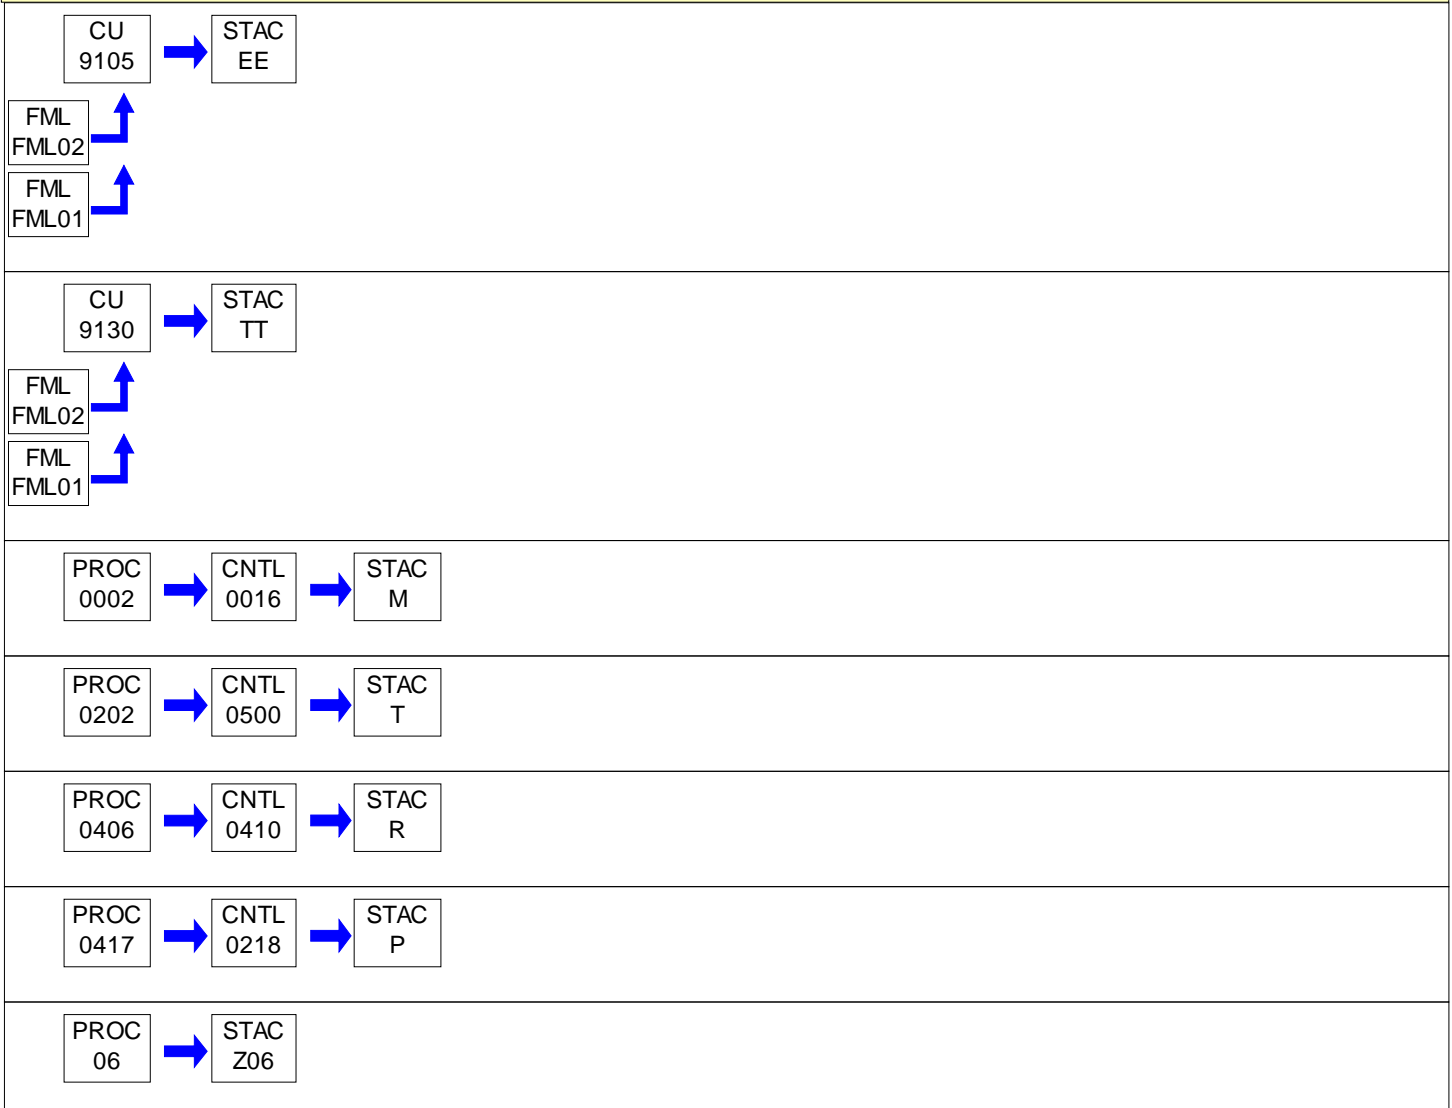 CU
9105
STAC
EE
FML
FML02
FML
FML01
CU
9130
STAC
TT
FML
FML02
FML
FML01
PROC
0002
CNTL
0016
STAC
M
PROC
0202
CNTL
0500
STAC
T
PROC
0406
CNTL
0410
STAC
R
PROC
0417
CNTL
0218
STAC
P
PROC
06
STAC
Z06